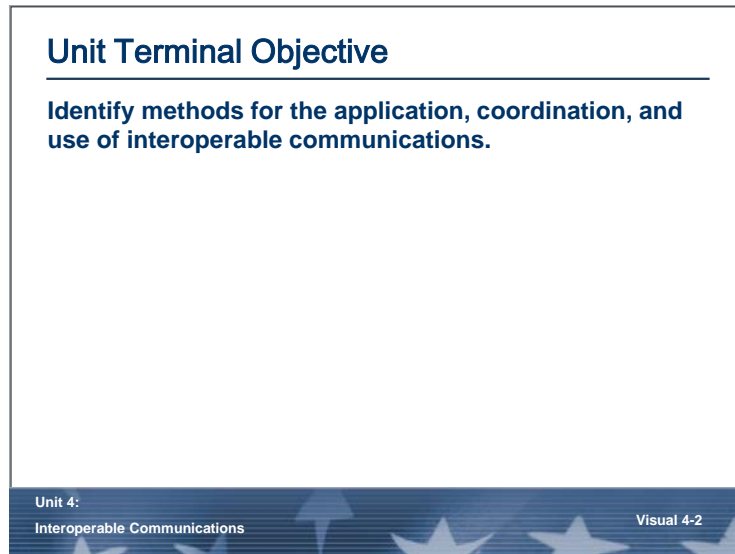 Unit Terminal Objective
Identify methods for the application, coordination, and
use of interoperable communications.
Unit 4:
Interoperable Communications
Visual 4-2